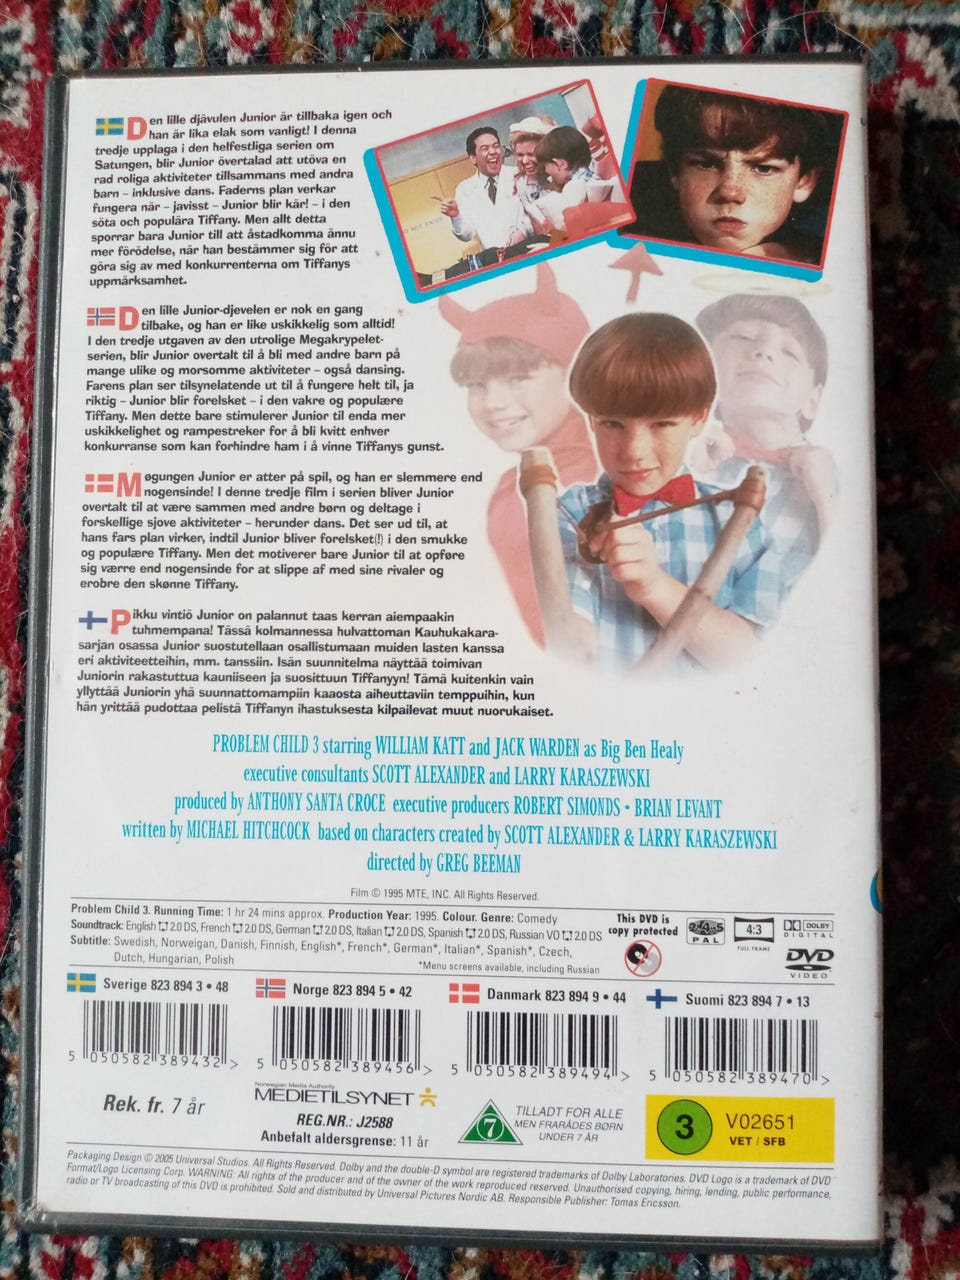 Den lille djävulen Junior är tillbaka igen och
han är lika elak som vanligt! I denna
tredje upplaga i den helfestliga serien om
Satungen, blir Junior övertalad att utöva en
rad roliga aktiviteter tillsammans med andra
barn – inklusive dans. Faderns plan verkar
fungera när – javisst – Junior blir kär! – i den
söta och populära Tiffany. Men allt detta
sporrar bara Junior till att åstadkomma ännu
mer förödelse, när han bestämmer sig för att
göra sig av med konkurrenterna om Tiffanys
uppmärksamhet.
DO NOT ENTER
Den lille Junior-djevelen er nok en gang
tilbake, og han er like uskikkelig som alltid!
I den tredje utgaven av den utrolige Megakrypelet-
serien, blir Junior overtalt til å bli med andre barn på
mange ulike og morsomme aktiviteter – også dansing.
Farens plan ser tilsynelatende ut til å fungere helt til, ja
riktig – Junior blir forelsket – i den vakre og populære
Tiffany. Men dette bare stimulerer Junior til enda mer
uskikkelighet og rampestreker for å bli kvitt enhver
konkurranse som kan forhindre ham i å vinne Tiffanys gunst.
Møgungen Junior er atter på spil, og han er slemmere end
nogensinde! I denne tredje film i serien bliver Junior
overtalt til at være sammen med andre børn og deltage i
forskellige sjove aktiviteter – herunder dans. Det ser ud til, at
hans fars plan virker, indtil Junior bliver forelsket(!) i den smukke
og populære Tiffany. Men det motiverer bare Junior til at opføre
sig værre end nogensinde for at slippe af med sine rivaler og
erobre den skønne Tiffany.
Pikku vintiö Junior on palannut taas kerran aiempaakin
tuhmempana! Tässä kolmannessa hulvattoman Kauhukakara-
sarjan osassa Junior suostutellaan osallistumaan muiden lasten kanssa
eri aktiviteetteihin, mm. tanssiin. Isän suunnitelma näyttää toimivan
Juniorin rakastuttua kauniiseen ja suosittuun Tiffanyyn! Tämä kuitenkin vain
yllyttää Juniorin yhä suunnattomampiin kaaosta aiheuttaviin temppuihin, kun
hän yrittää pudottaa pelistä Tiffanyn ihastuksesta kilpailevat muut nuorukaiset.
PROBLEM CHILD 3 starring WILLIAM KATT and JACK WARDEN as Big Ben Healy
executive consultants SCOTT ALEXANDER and LARRY KARASZEWSKI
produced by ANTHONY SANTA CROCE executive producers ROBERT SIMONDS • BRIAN LEVANT
written by MICHAEL HITCHCOCK based on characters created by SCOTT ALEXANDER & LARRY KARASZEWSKI
directed by GREG BEEMAN
Film © 1995 MTE, INC. All Rights Reserved.
Problem Child 3. Running Time: 1 hr 24 mins approx. Production Year: 1995. Colour. Genre: Comedy
Soundtrack: English 2.0 DS, French 2.0 DS, German 2.0 DS, Italian 2.0 DS, Spanish 2.0 DS, Russian VO 2.0 DS
Subtitle: Swedish, Norweigan, Danish, Finnish, English*, French*, German*, Italian*, Spanish*, Czech,
Dutch, Hungarian, Polish
*Menu screens available, including Russian
This DVD is
copy protected
2 4 5
PAL
4:3
FULL FRAME
DOLBY
DIGITAL
DVD
VIDEO
Sverige 823 894 3 • 48
5 050582 389432 >
Norge 823 894 5 • 42
5 050582 389456 >
Danmark 823 894 9 • 44
5 050582 389494 >
Suomi 823 894 7 • 13
5 050582 389470 >
Rek. fr. 7 år
Norwegian Media Authority
MEDIETILSYNET
REG.NR.: J2588
Anbefalt aldersgrense: 11 år
7
TILLADT FOR ALLE
MEN FRARÅDES BØRN
UNDER 7 ÅR
3
V02651
VET / SFB
Packaging Design © 2005 Universal Studios. All Rights Reserved. Dolby and the double-D symbol are registered trademarks of Dolby Laboratories. DVD Logo is a trademark of DVD
Format/Logo Licensing Corp. WARNING: All rights of the producer and of the owner of the work reproduced reserved. Unauthorised copying, hiring, lending, public performance,
radio or TV broadcasting of this DVD is prohibited. Sold and distributed by Universal Pictures Nordic AB. Responsible Publisher: Tomas Ericsson.